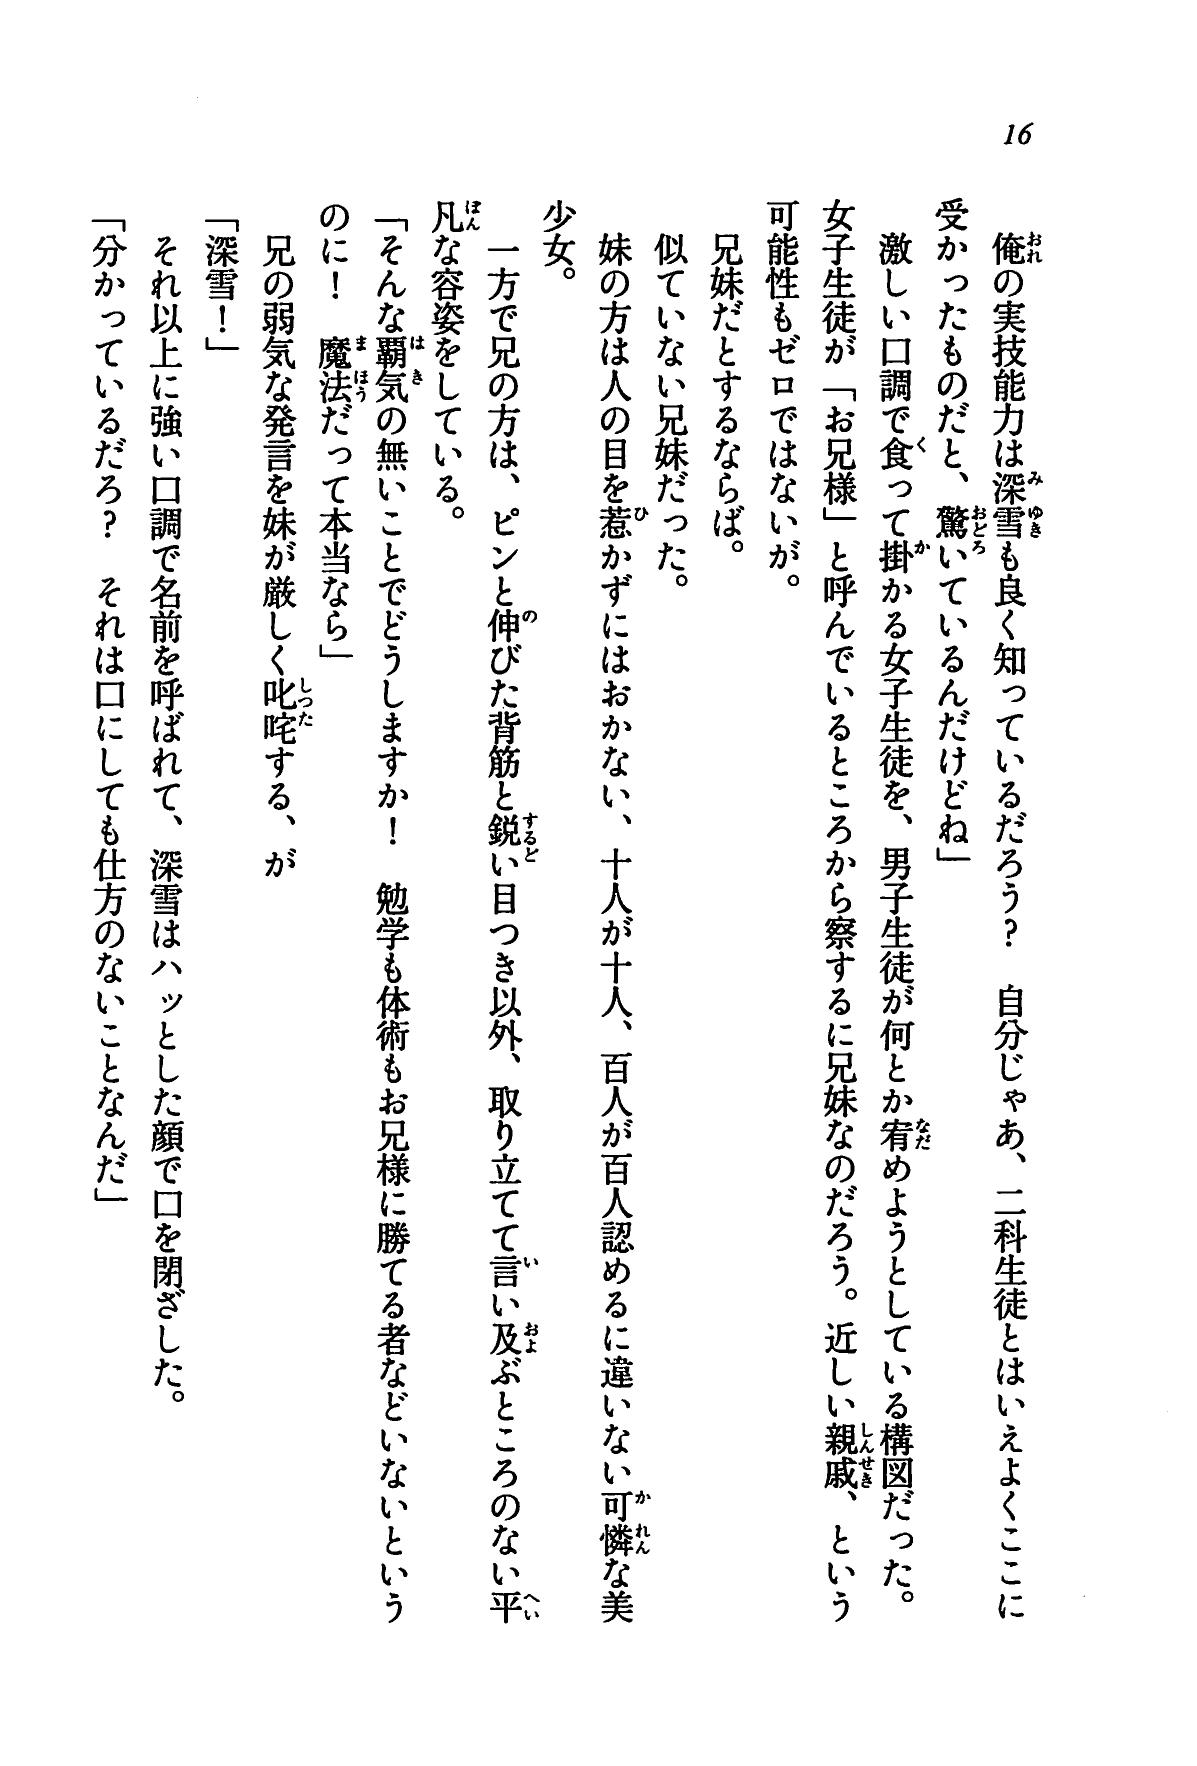 16
俺の実技能力は深雪も良く知っているだろう？　自分じゃあ、二科生徒とはいえよくここに
受かったものだと、驚いているんだけどね」
激しい口調で食って掛かる女子生徒を、男子生徒が何とか宥めようとしている構図だった。
女子生徒が「お兄様」と呼んでいるところから察するに兄妹なのだろう。近しい親戚、という
可能性もゼロではないが。
兄妹だとするならば。
似ていない兄妹だった。
妹の方は人の目を惹かずにはおかない、十人が十人、百人が百人認めるに違いない可憐な美
少女。
一方で兄の方は、ピンと伸びた背筋と鋭い目つき以外、取り立てて言い及ぶところのない平
凡な容姿をしている。
「そんな覇気の無いことでどうしますか！　勉学も体術もお兄様に勝てる者などいないという
のに！　魔法だって本当なら」
兄の弱気な発言を妹が厳しく叱咤する、が
「深雪！」
それ以上に強い口調で名前を呼ばれて、深雪はハッとした顔で口を閉ざした。
「分かっているだろ？　それは口にしても仕方のないことなんだ」